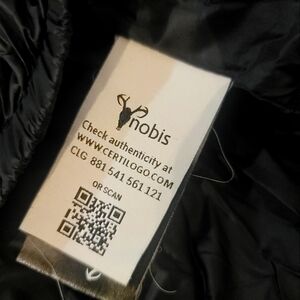 nobis
Check authenticity at
WWW.CERTILOGO.COM
CLG 881 541 561 121
OR SCAN